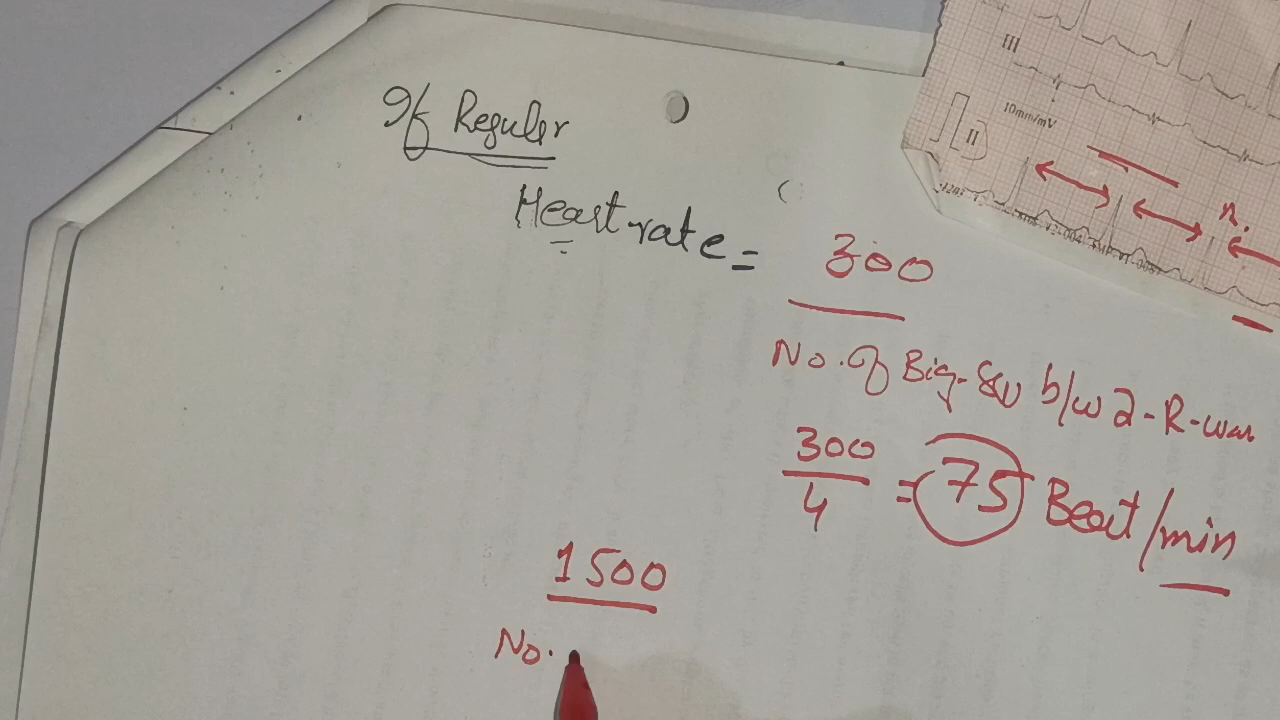 If Reguler
Heart rate = 300
No. of Big-Sq b/w 2-R-wav
300
4
= 75 Beat/min
1500
No.
III
10mm/mV
II
n.